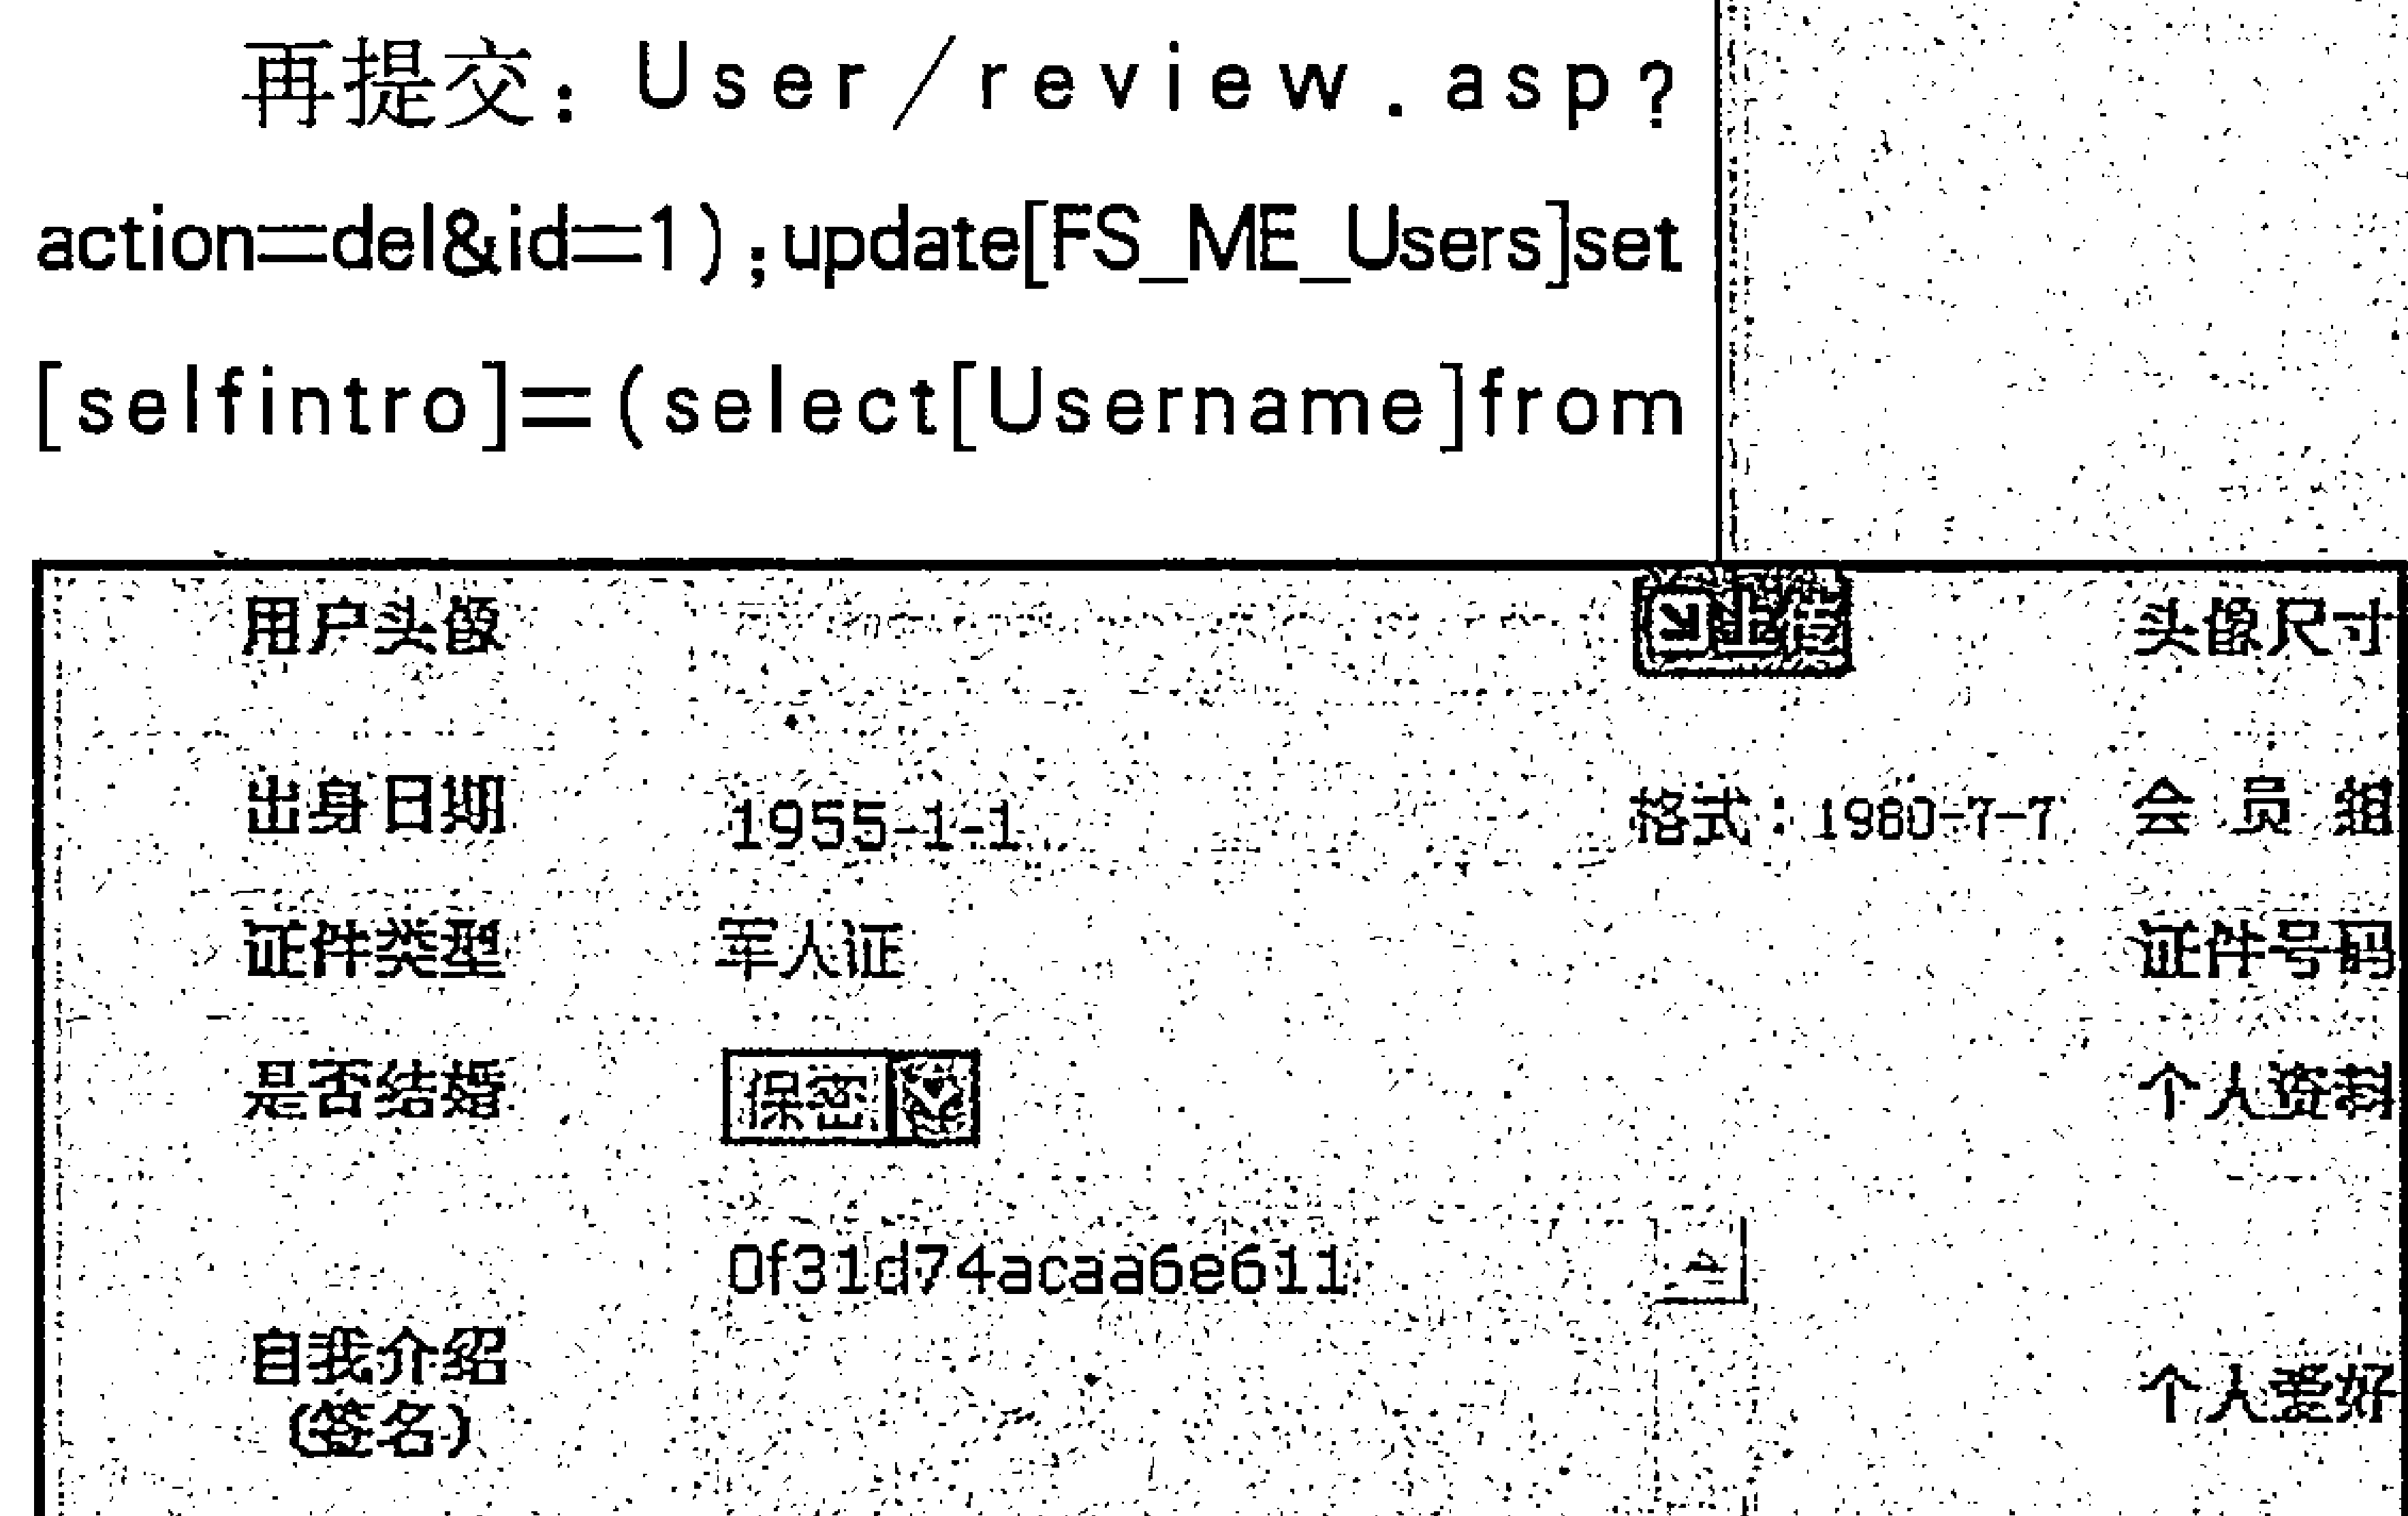 再提交：User/review.asp?
action=del&id=1);update[FS_ME_Users]set
[selfintro]=(select[Username]from
用户头像 上传 头像尺寸
出身日期 1955-1-1 格式：1980-7-7 会 员 组
证件类型 军人证 证件号码
是否结婚 保密 个人资料
0f31d74acaa6e611
自我介绍 个人爱好
(签名)